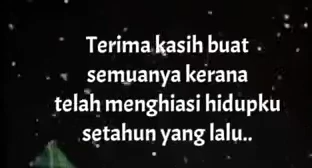 Terima kasih buat
semuanya kerana
telah menghiasi hidupku
setahun yang lalu..